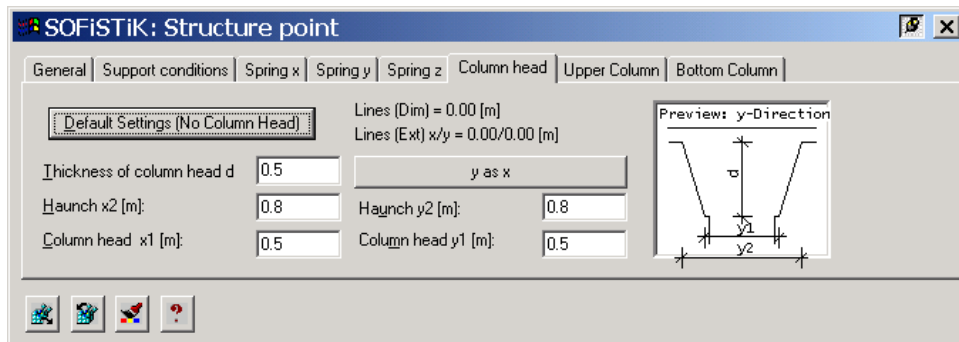 SOFiSTiK: Structure point
General Support conditions Spring x Spring y Spring z Column head Upper Column Bottom Column
Default Settings (No Column Head)
Lines (Dim) = 0.00 [m]
Lines (Ext) x/y = 0.00/0.00 [m]
Thickness of column head d 0.5
y as x
Haunch x2 [m]: 0.8
Haunch y2 [m]: 0.8
Column head x1 [m]: 0.5
Column head y1 [m]: 0.5
Preview: y-Direction
d
y1
y2
?